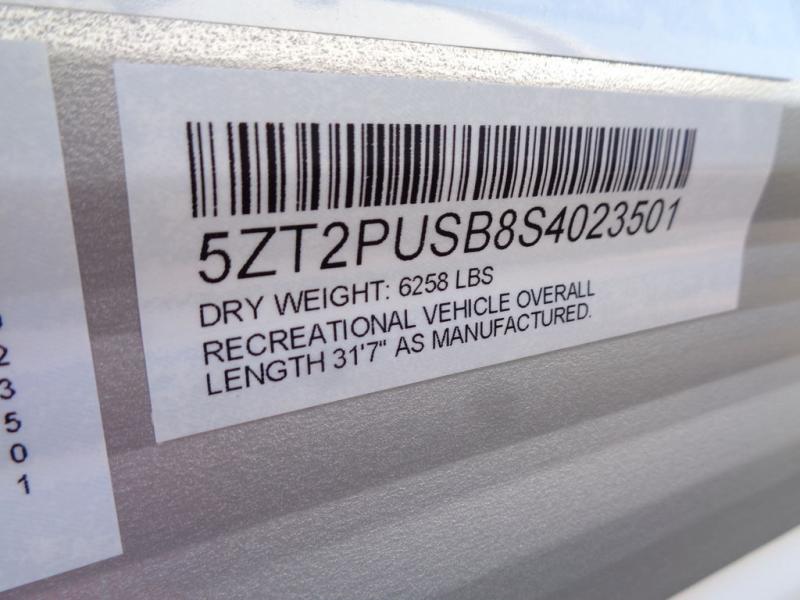 5ZT2PUSB8S4023501
DRY WEIGHT: 6258 LBS
RECREATIONAL VEHICLE OVERALL
LENGTH 31'7" AS MANUFACTURED.
2
3
5
0
1